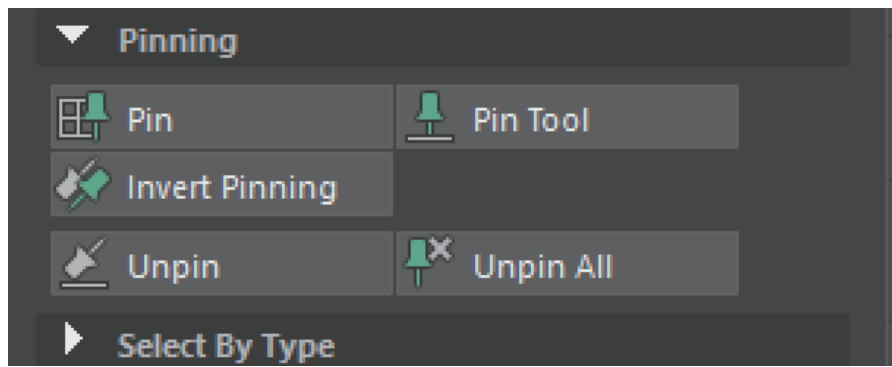 Pinning
Pin Pin Tool
Invert Pinning
Unpin Unpin All
Select By Type